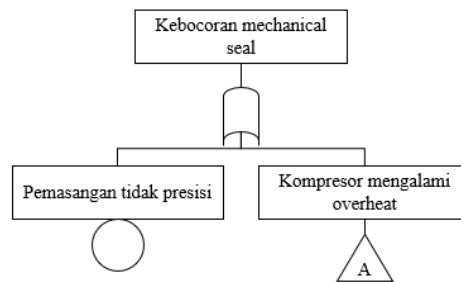 Kebocoran mechanical
seal
Pemasangan tidak presisi
Kompresor mengalami
overheat
A